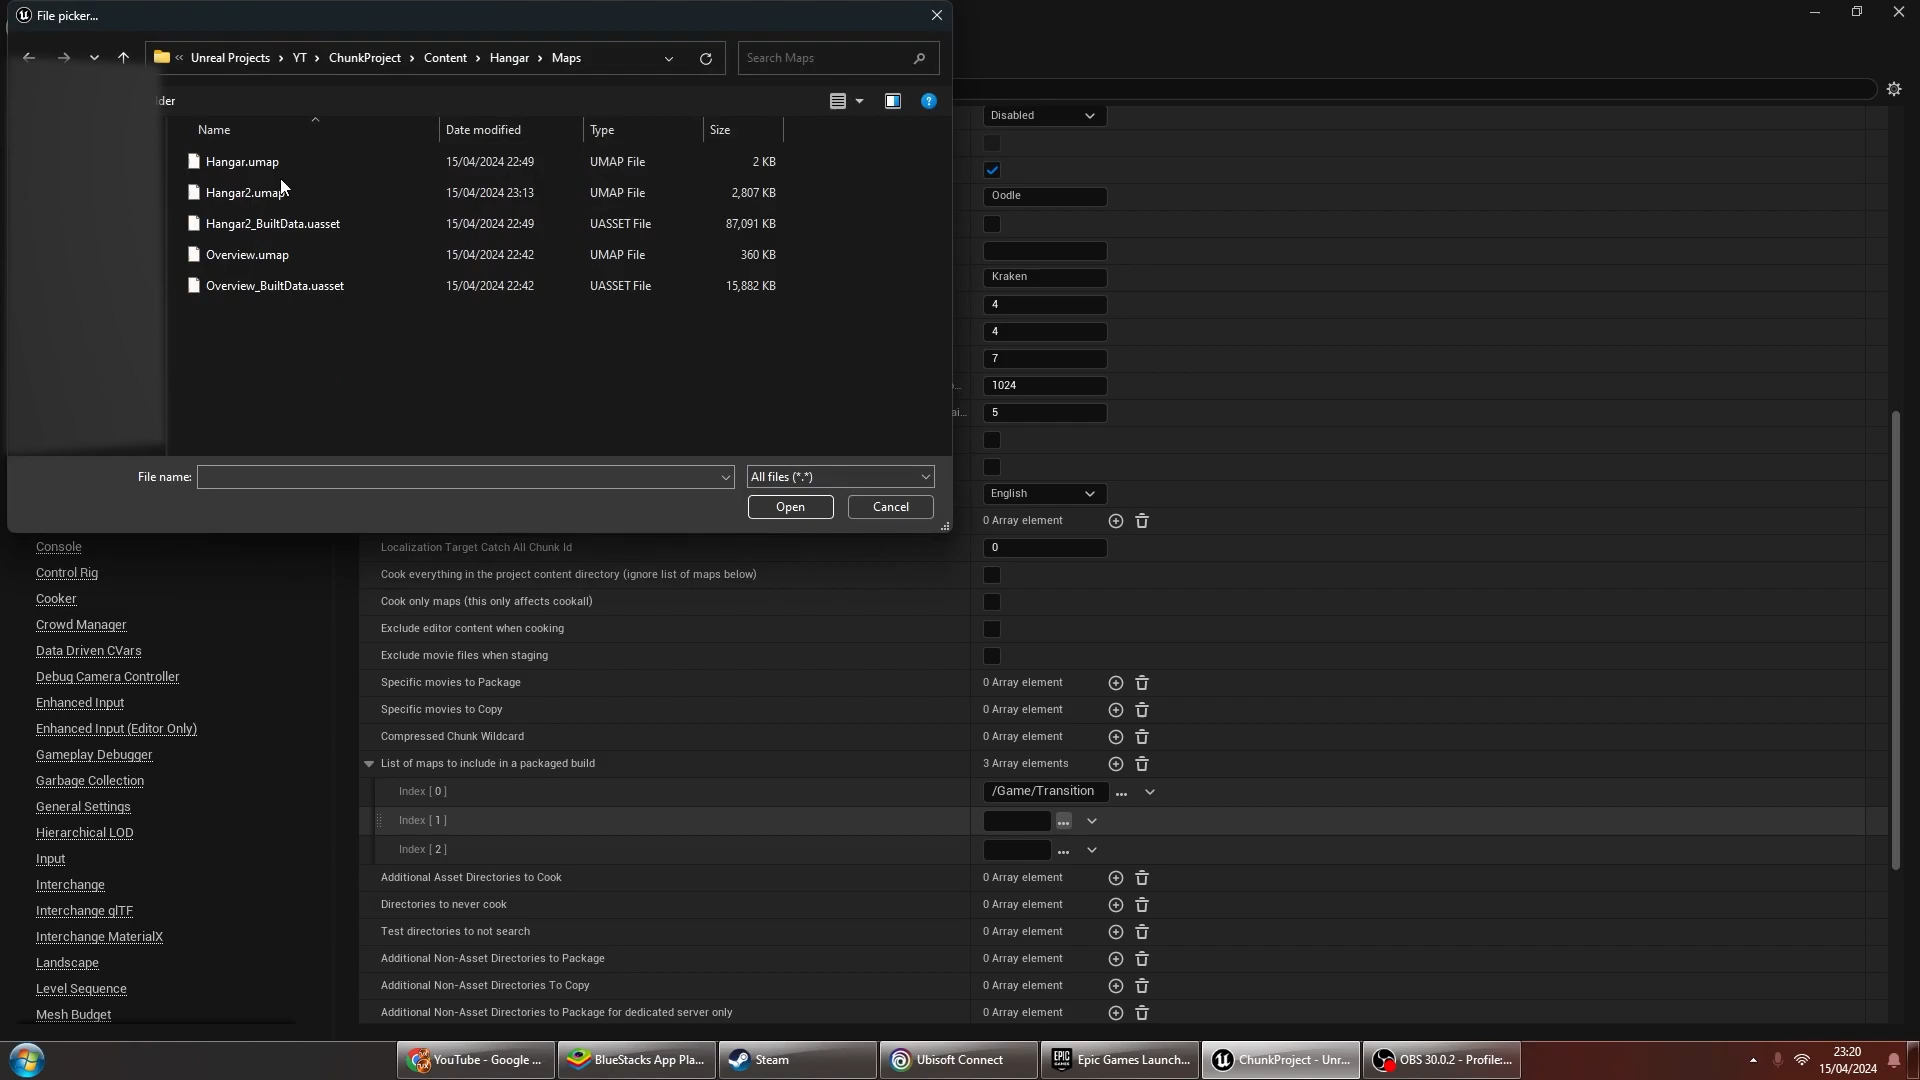 File picker...
« Unreal Projects › YT › ChunkProject › Content › Hangar › Maps
Search Maps
lder
Name Date modified Type Size
Hangar.umap 15/04/2024 22:49 UMAP File 2 KB
Hangar2.umap 15/04/2024 23:13 UMAP File 2,807 KB
Hangar2_BuiltData.uasset 15/04/2024 22:49 UASSET File 87,091 KB
Overview.umap 15/04/2024 22:42 UMAP File 360 KB
Overview_BuiltData.uasset 15/04/2024 22:42 UASSET File 15,882 KB
File name: All files (*.*)
Open Cancel
Disabled
Oodle
Kraken
4
4
7
1024
ai... 5
English
0 Array element
Localization Target Catch All Chunk Id 0
Cook everything in the project content directory (ignore list of maps below)
Cook only maps (this only affects cookall)
Exclude editor content when cooking
Exclude movie files when staging
Specific movies to Package 0 Array element
Specific movies to Copy 0 Array element
Compressed Chunk Wildcard 0 Array element
List of maps to include in a packaged build 3 Array elements
Index [ 0 ] /Game/Transition ...
Index [ 1 ] ...
Index [ 2 ] ...
Additional Asset Directories to Cook 0 Array element
Directories to never cook 0 Array element
Test directories to not search 0 Array element
Additional Non-Asset Directories to Package 0 Array element
Additional Non-Asset Directories To Copy 0 Array element
Additional Non-Asset Directories to Package for dedicated server only 0 Array element
Console
Control Rig
Cooker
Crowd Manager
Data Driven CVars
Debug Camera Controller
Enhanced Input
Enhanced Input (Editor Only)
Gameplay Debugger
Garbage Collection
General Settings
Hierarchical LOD
Input
Interchange
Interchange glTF
Interchange MaterialX
Landscape
Level Sequence
Mesh Budget
YouTube - Google ... BlueStacks App Pla... Steam Ubisoft Connect Epic Games Launch... ChunkProject - Unr... OBS 30.0.2 - Profile:...
23:20
15/04/2024